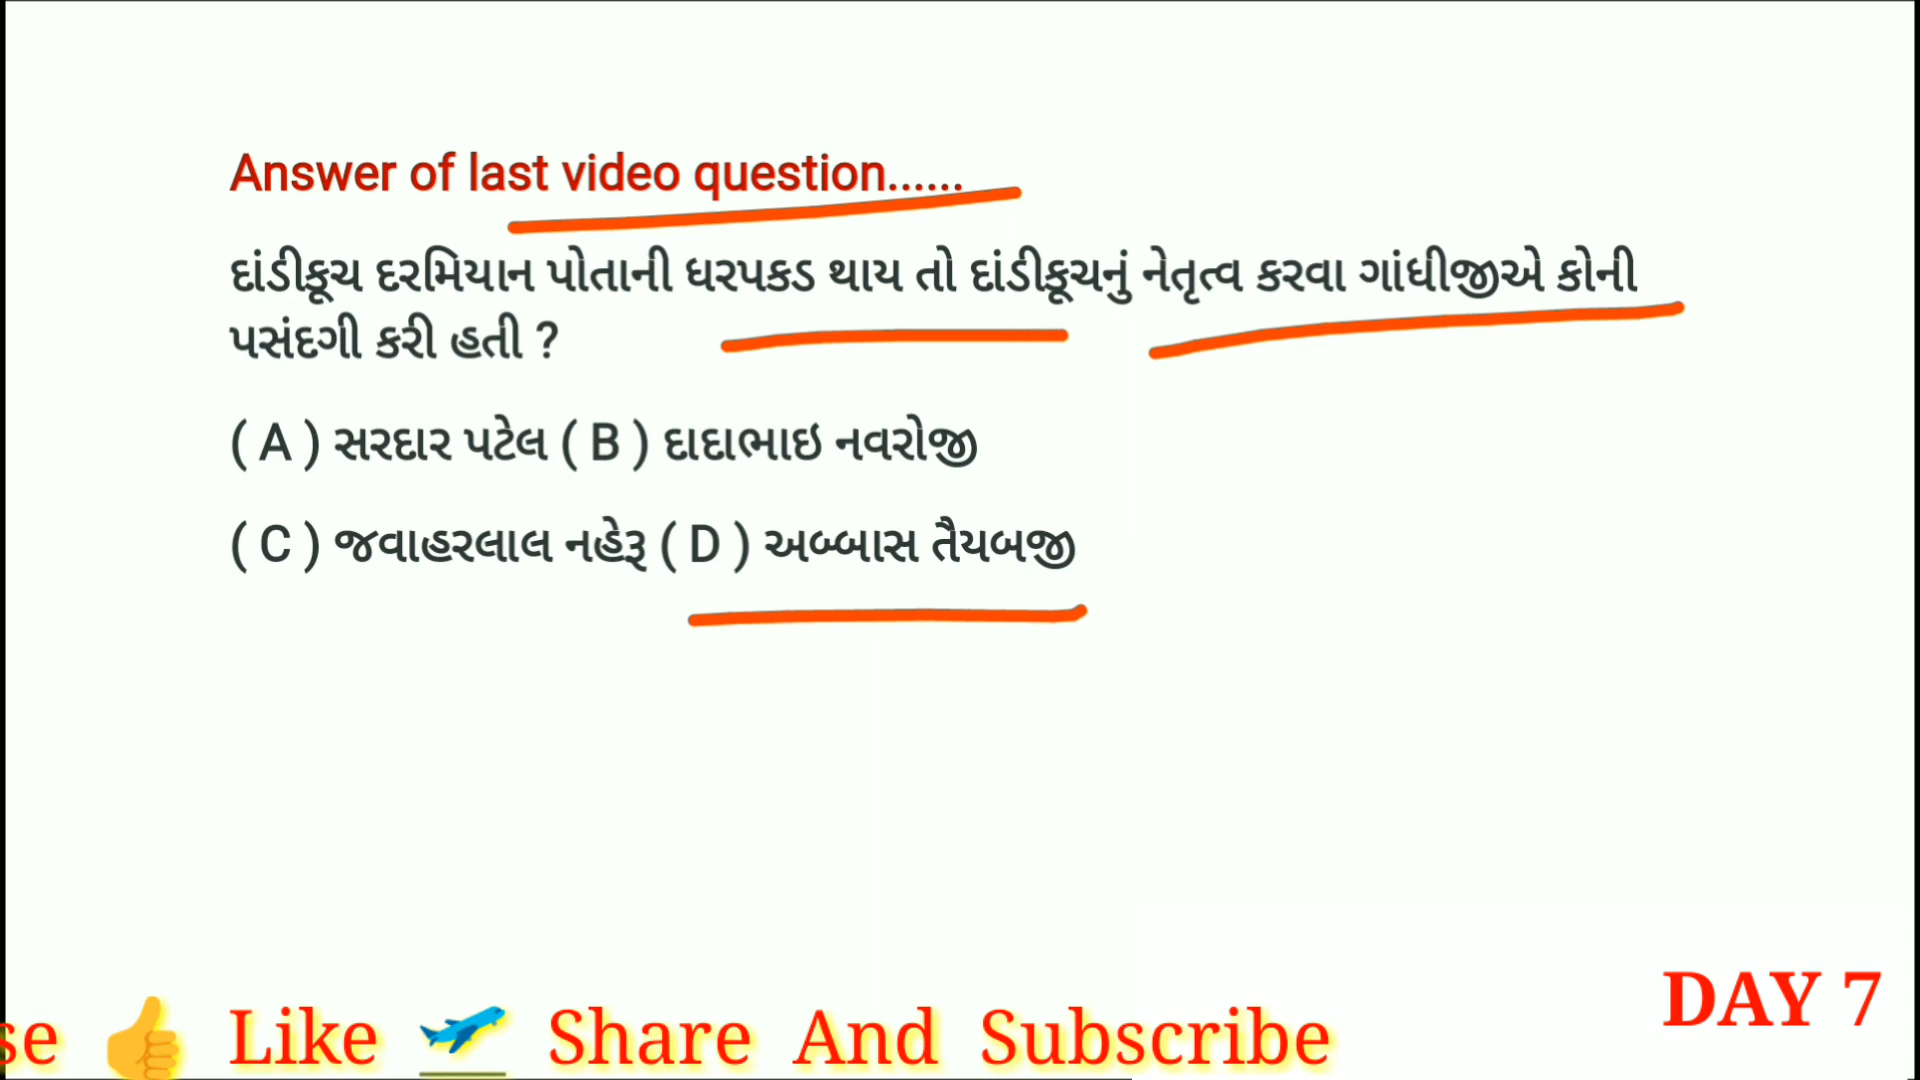 Answer of last video question......
દાંડીકૂચ દરમિયાન પોતાની ધરપકડ થાય તો દાંડીકૂચનું નેતૃત્વ કરવા ગાંધીજીએ કોની
પસંદગી કરી હતી ?
( A ) સરદાર પટેલ ( B ) દાદાભાઇ નવરોજી
( C ) જવાહરલાલ નહેરૂ ( D ) અબ્બાસ તૈયબજી
DAY 7
se 👍 Like 🛫 Share And Subscribe